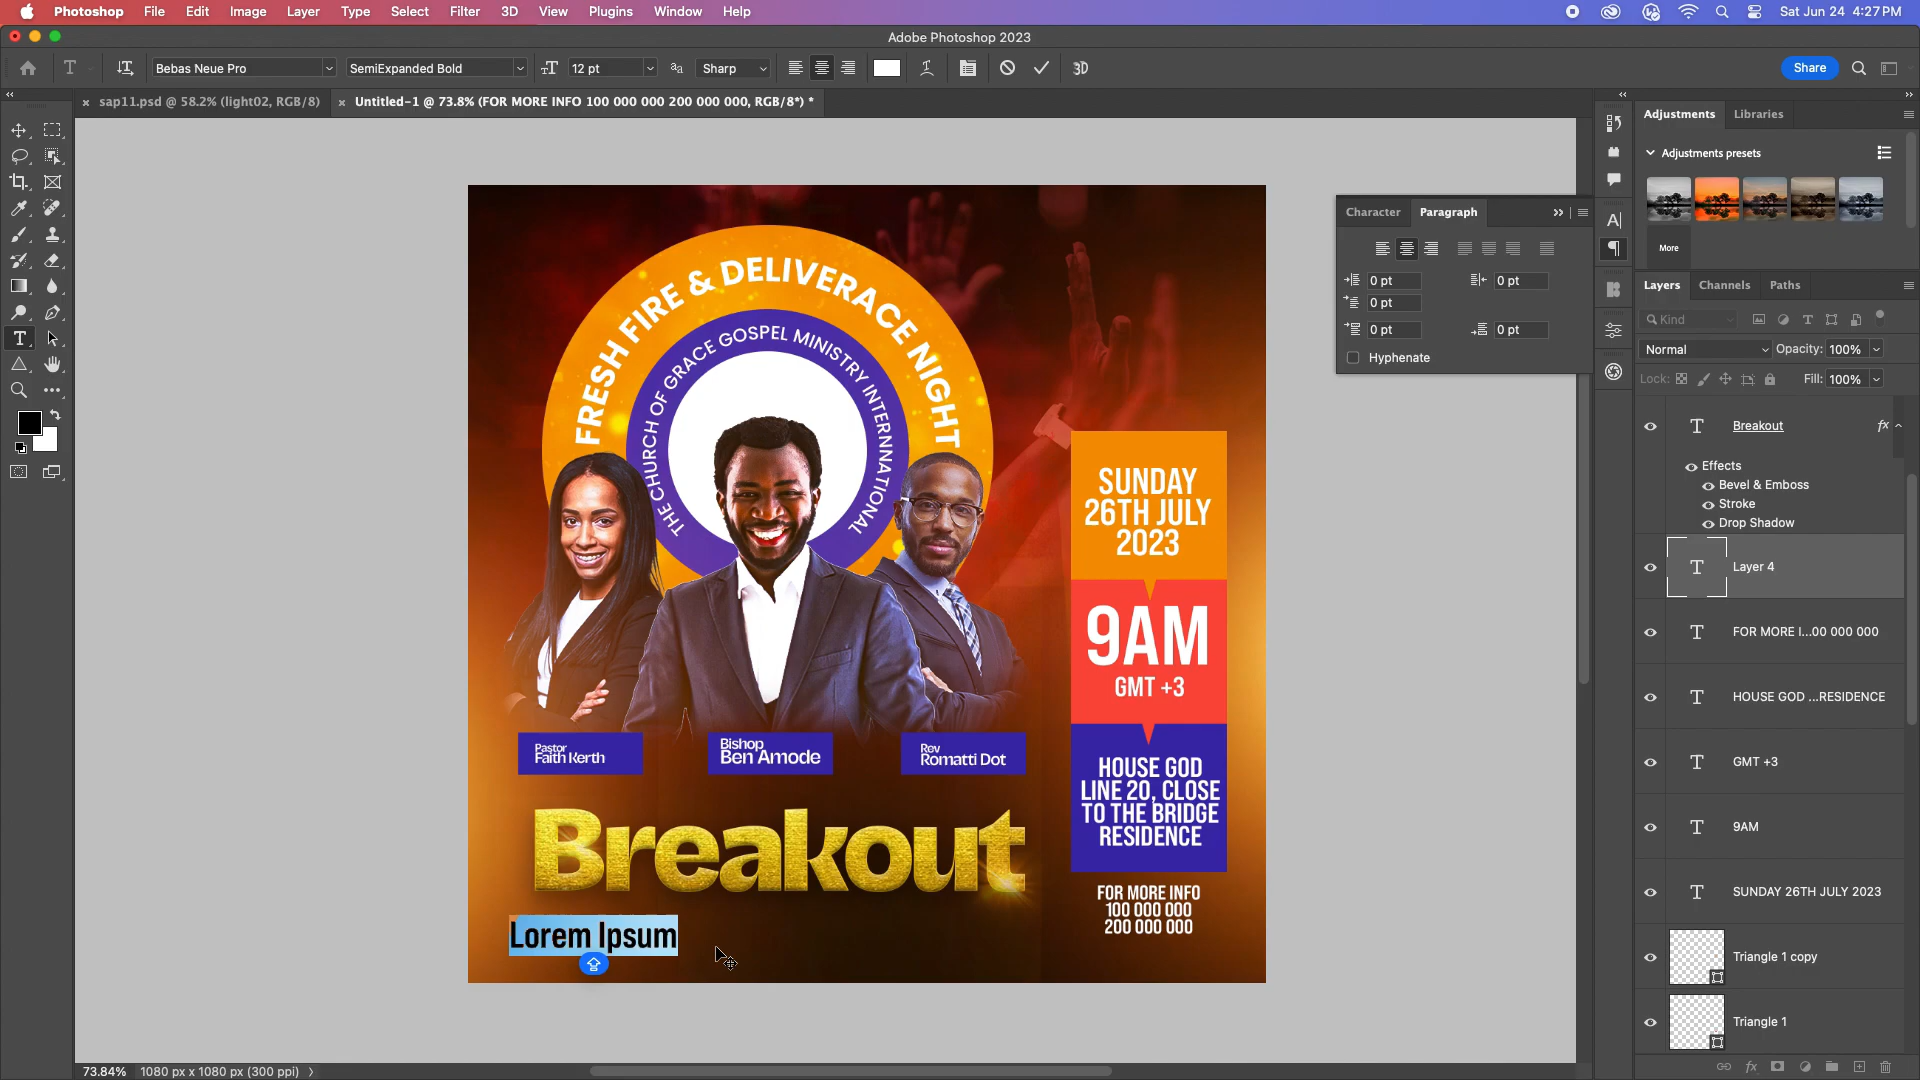 Photoshop File Edit Image Layer Type Select Filter 3D View Plugins Window Help Sat Jun 24 4:27 PM
Adobe Photoshop 2023
Bebas Neue Pro SemiExpanded Bold 12 pt Sharp 3D Share
sap11.psd @ 58.2% (light02, RGB/8) Untitled-1 @ 73.8% (FOR MORE INFO 100 000 000 200 000 000, RGB/8*) *
Adjustments Libraries
Adjustments presets
More
Character Paragraph
0 pt 0 pt
0 pt
0 pt 0 pt
Hyphenate
Layers Channels Paths
Kind
Normal Opacity: 100%
Lock: Fill: 100%
Breakout fx
Effects
Bevel & Emboss
Stroke
Drop Shadow
Layer 4
FOR MORE I...00 000 000
HOUSE GOD ...RESIDENCE
GMT +3
9AM
SUNDAY 26TH JULY 2023
Triangle 1 copy
Triangle 1
FRESH FIRE & DELIVERACE NIGHT
THE CHURCH OF GRACE GOSPEL MINISTRY INTERNATIONAL
SUNDAY
26TH JULY
2023
9AM
GMT +3
HOUSE GOD
LINE 20, CLOSE
TO THE BRIDGE
RESIDENCE
FOR MORE INFO
100 000 000
200 000 000
Pastor
Faith Kerth
Bishop
Ben Amode
Rev
Romatti Dot
Breakout
Lorem Ipsum
73.84% 1080 px x 1080 px (300 ppi)